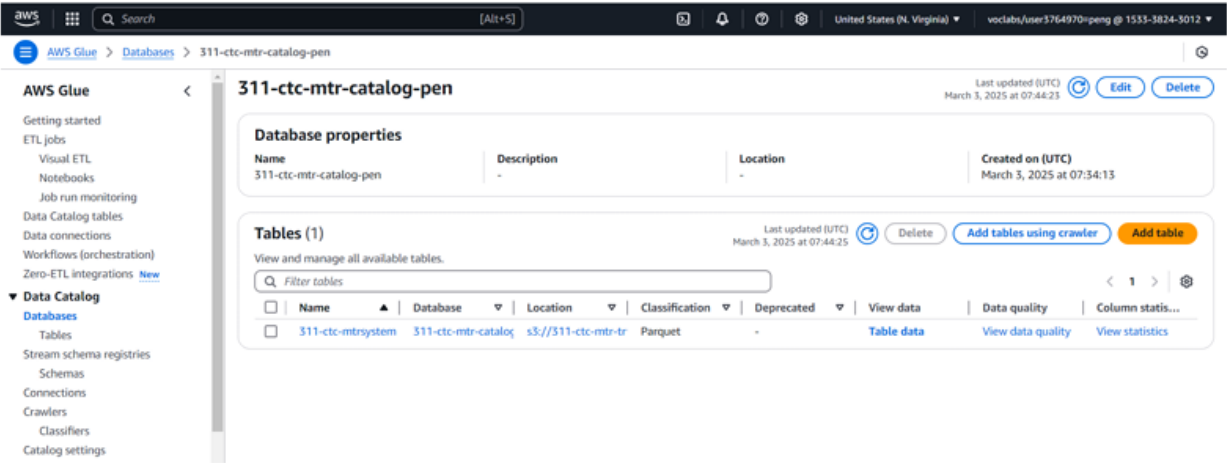 aws Search [Alt+S] United States (N. Virginia) ▼ voclabs/user3764970=peng @ 1533-3824-3012 ▼
AWS Glue > Databases > 311-ctc-mtr-catalog-pen
AWS Glue
Getting started
ETL jobs
Visual ETL
Notebooks
Job run monitoring
Data Catalog tables
Data connections
Workflows (orchestration)
Zero-ETL integrations New
Data Catalog
Databases
Tables
Stream schema registries
Schemas
Connections
Crawlers
Classifiers
Catalog settings
311-ctc-mtr-catalog-pen
Last updated (UTC)
March 3, 2025 at 07:44:23
Edit Delete
Database properties
Name Description Location Created on (UTC)
311-ctc-mtr-catalog-pen - - March 3, 2025 at 07:34:13
Tables (1)
Last updated (UTC)
March 3, 2025 at 07:44:25
Delete Add tables using crawler Add table
View and manage all available tables.
Filter tables
< 1 >
Name Database Location Classification Deprecated View data Data quality Column statis...
311-ctc-mtrsystem 311-ctc-mtr-catalog s3://311-ctc-mtr-tr Parquet - Table data View data quality View statistics